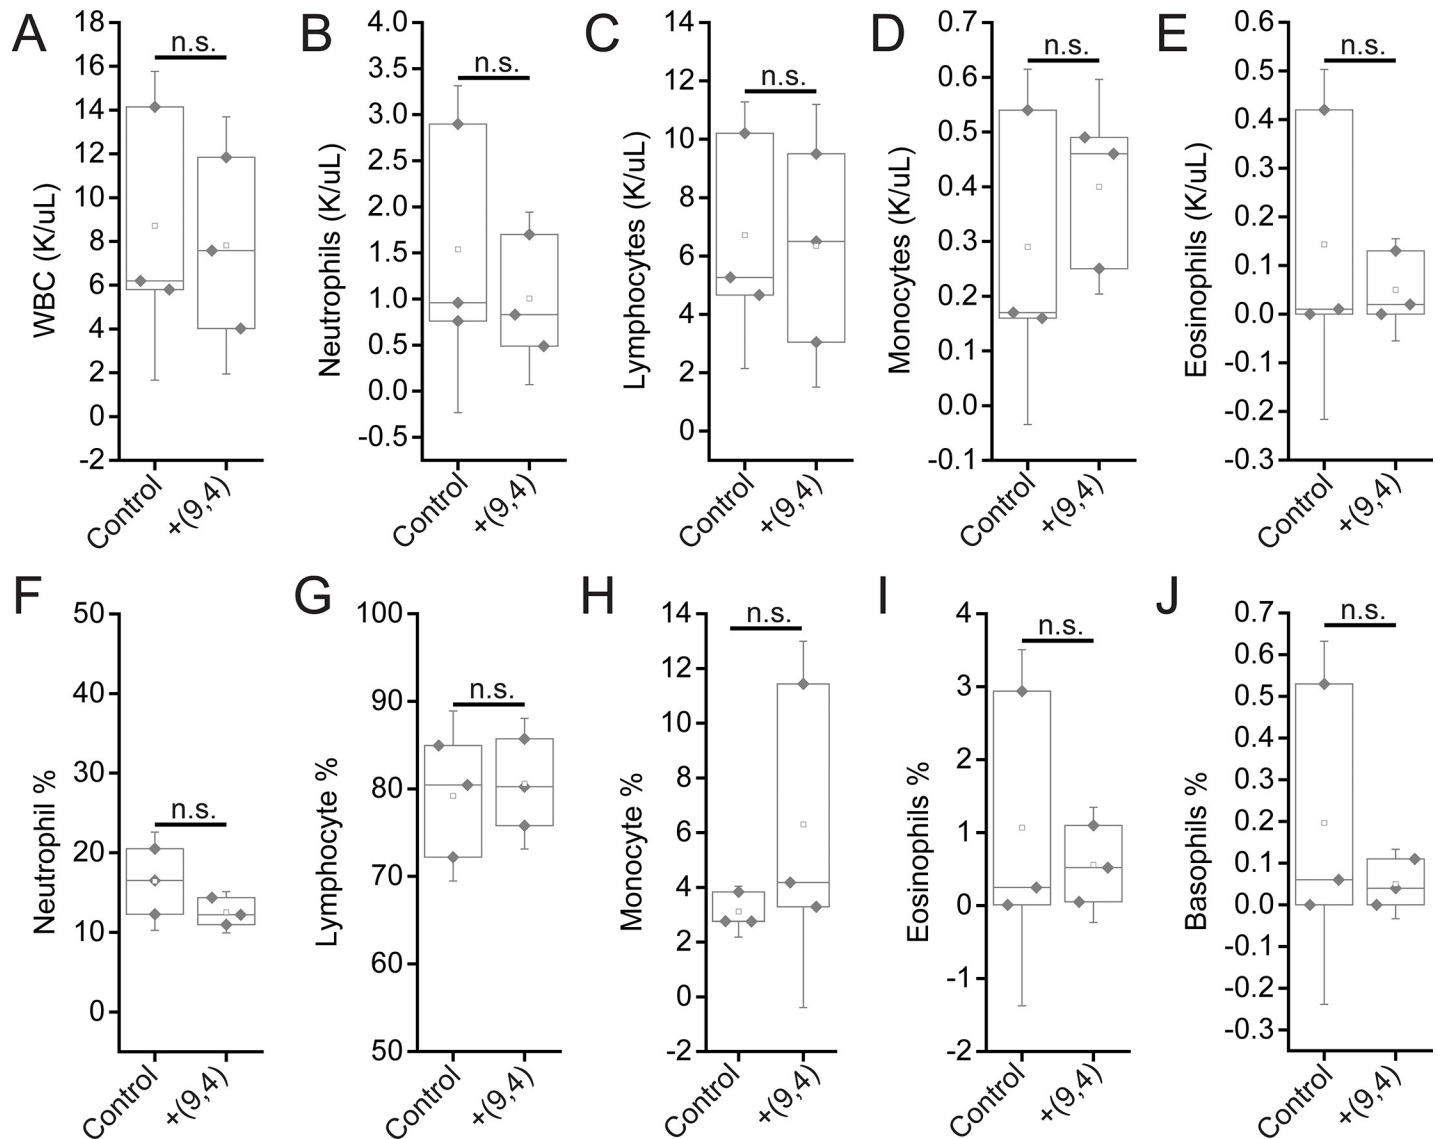 A
WBC (K/uL)
18
16
14
12
10
8
6
4
2
0
-2
n.s.
Control
+(9,4)
B
Neutrophils (K/uL)
4.0
3.5
3.0
2.5
2.0
1.5
1.0
0.5
0.0
-0.5
n.s.
Control
+(9,4)
C
Lymphocytes (K/uL)
14
12
10
8
6
4
2
0
n.s.
Control
+(9,4)
D
Monocytes (K/uL)
0.7
0.6
0.5
0.4
0.3
0.2
0.1
0.0
-0.1
n.s.
Control
+(9,4)
E
Eosinophils (K/uL)
0.6
0.5
0.4
0.3
0.2
0.1
0.0
-0.1
-0.2
-0.3
n.s.
Control
+(9,4)
F
Neutrophil %
50
40
30
20
10
0
n.s.
Control
+(9,4)
G
Lymphocyte %
100
90
80
70
60
50
n.s.
Control
+(9,4)
H
Monocyte %
14
12
10
8
6
4
2
0
-2
n.s.
Control
+(9,4)
I
Eosinophils %
4
3
2
1
0
-1
-2
n.s.
Control
+(9,4)
J
Basophils %
0.7
0.6
0.5
0.4
0.3
0.2
0.1
0.0
-0.1
-0.2
-0.3
n.s.
Control
+(9,4)